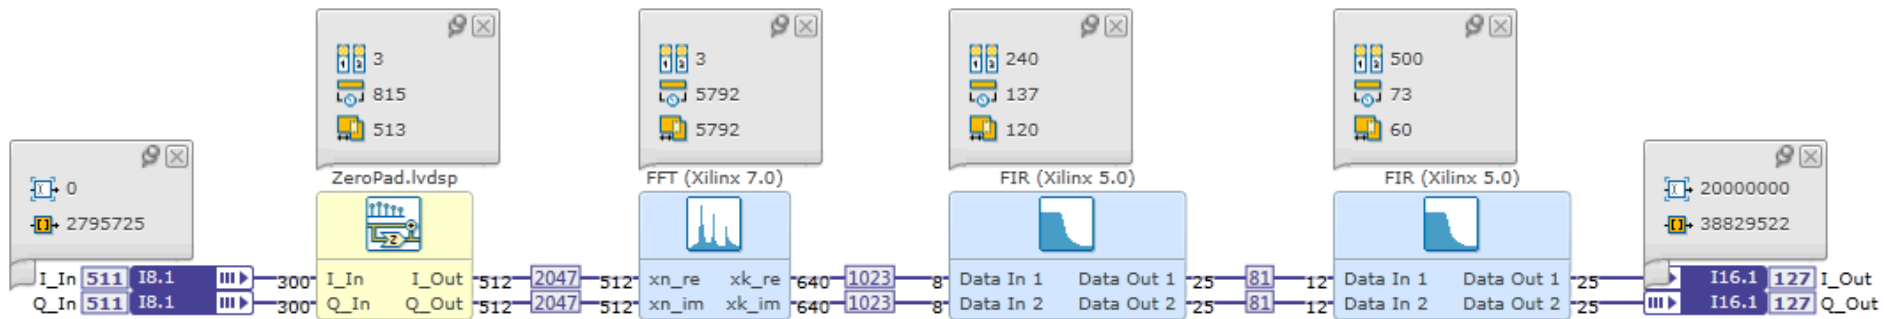 3
815
513
3
5792
5792
240
137
120
500
73
60
0
2795725
20000000
38829522
ZeroPad.lvdsp
FFT (Xilinx 7.0)
FIR (Xilinx 5.0)
FIR (Xilinx 5.0)
I_In 511 I8.1 300 I_In I_Out 512 2047 512 xn_re xk_re 640 1023 8 Data In 1 Data Out 1 25 81 12 Data In 1 Data Out 1 25 I16.1 127 I_Out
Q_In 511 I8.1 300 Q_In Q_Out 512 2047 512 xn_im xk_im 640 1023 8 Data In 2 Data Out 2 25 81 12 Data In 2 Data Out 2 25 I16.1 127 Q_Out